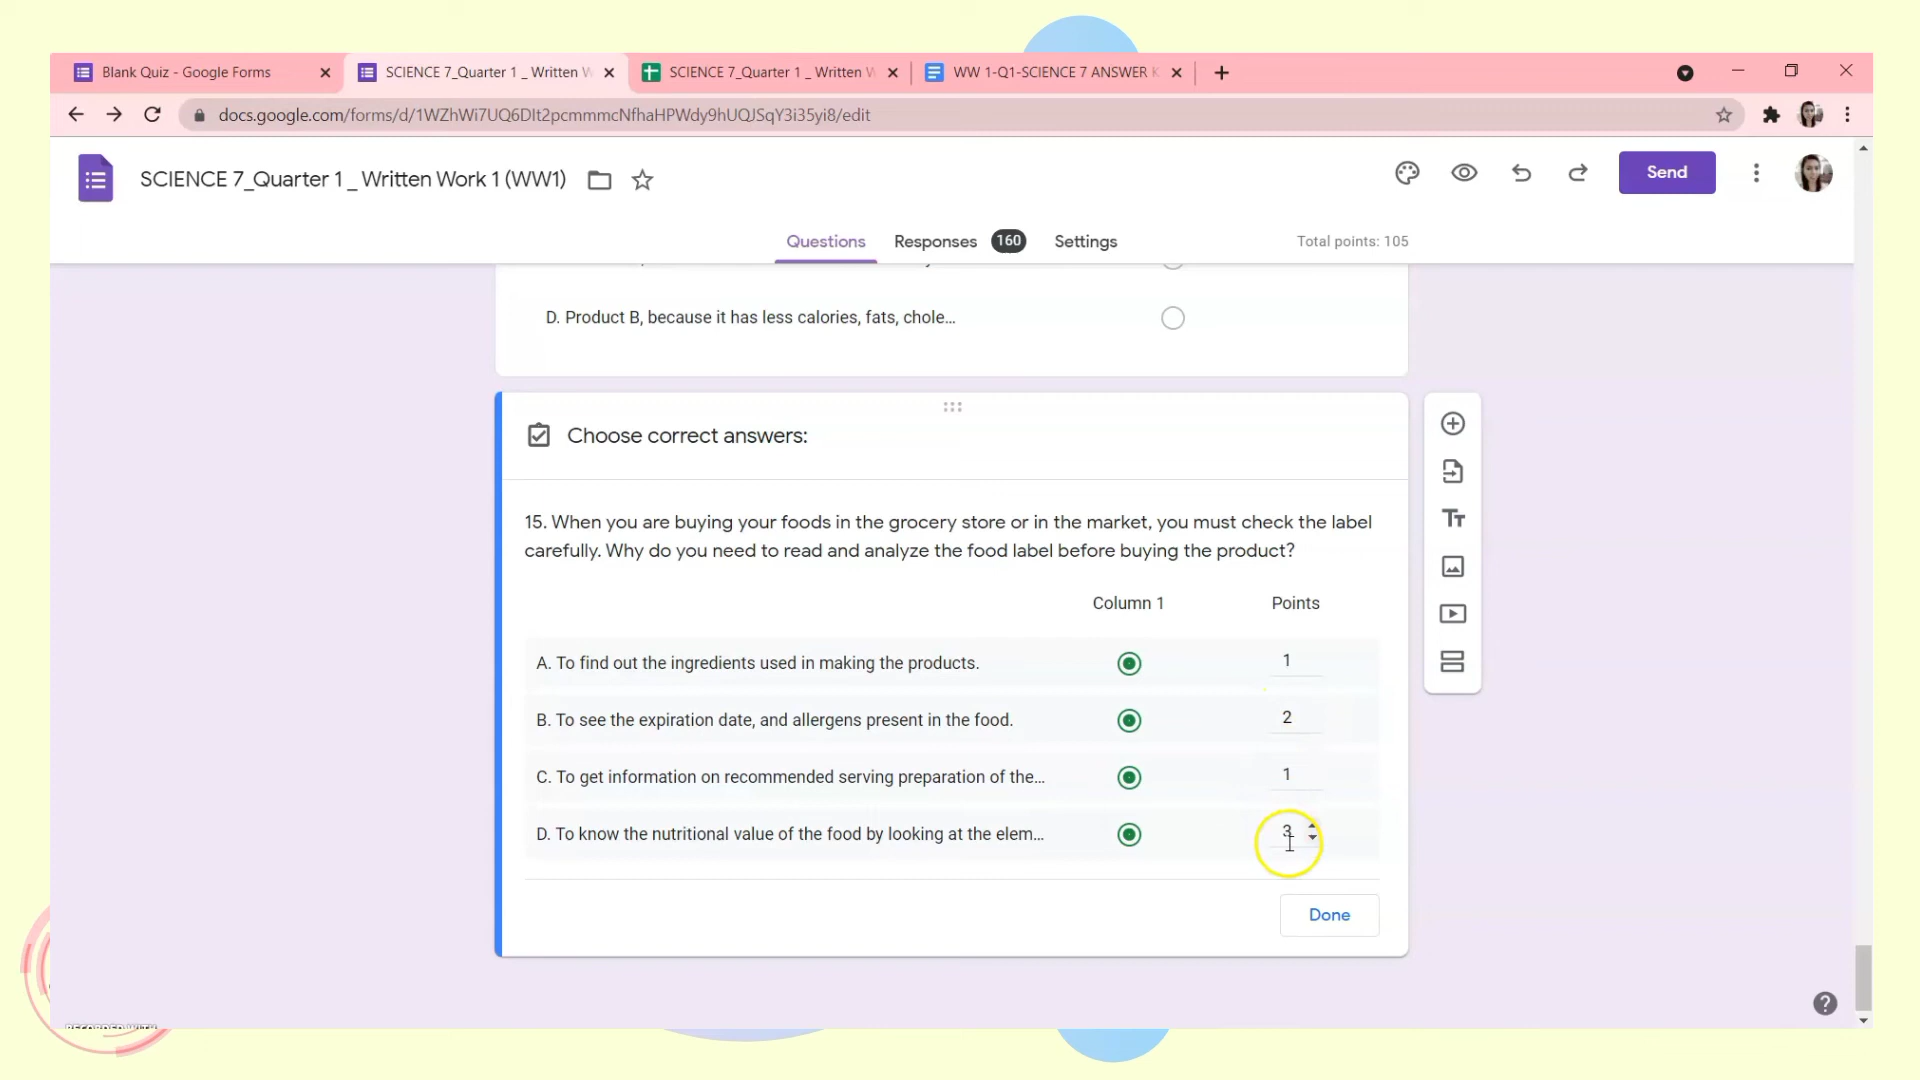 Blank Quiz - Google Forms
SCIENCE 7_Quarter 1 _ Written W
SCIENCE 7_Quarter 1 _ Written W
WW 1-Q1-SCIENCE 7 ANSWER K
docs.google.com/forms/d/1WZhWi7UQ6DIt2pcmmmcNfhaHPWdy9hUQJSqY3i35yi8/edit
SCIENCE 7_Quarter 1 _ Written Work 1 (WW1)
Send
Questions Responses 160 Settings Total points: 105
D. Product B, because it has less calories, fats, chole...
Choose correct answers:
15. When you are buying your foods in the grocery store or in the market, you must check the label
carefully. Why do you need to read and analyze the food label before buying the product?
Column 1 Points
A. To find out the ingredients used in making the products. 1
B. To see the expiration date, and allergens present in the food. 2
C. To get information on recommended serving preparation of the... 1
D. To know the nutritional value of the food by looking at the elem... 3
Done
RECORDED WITH